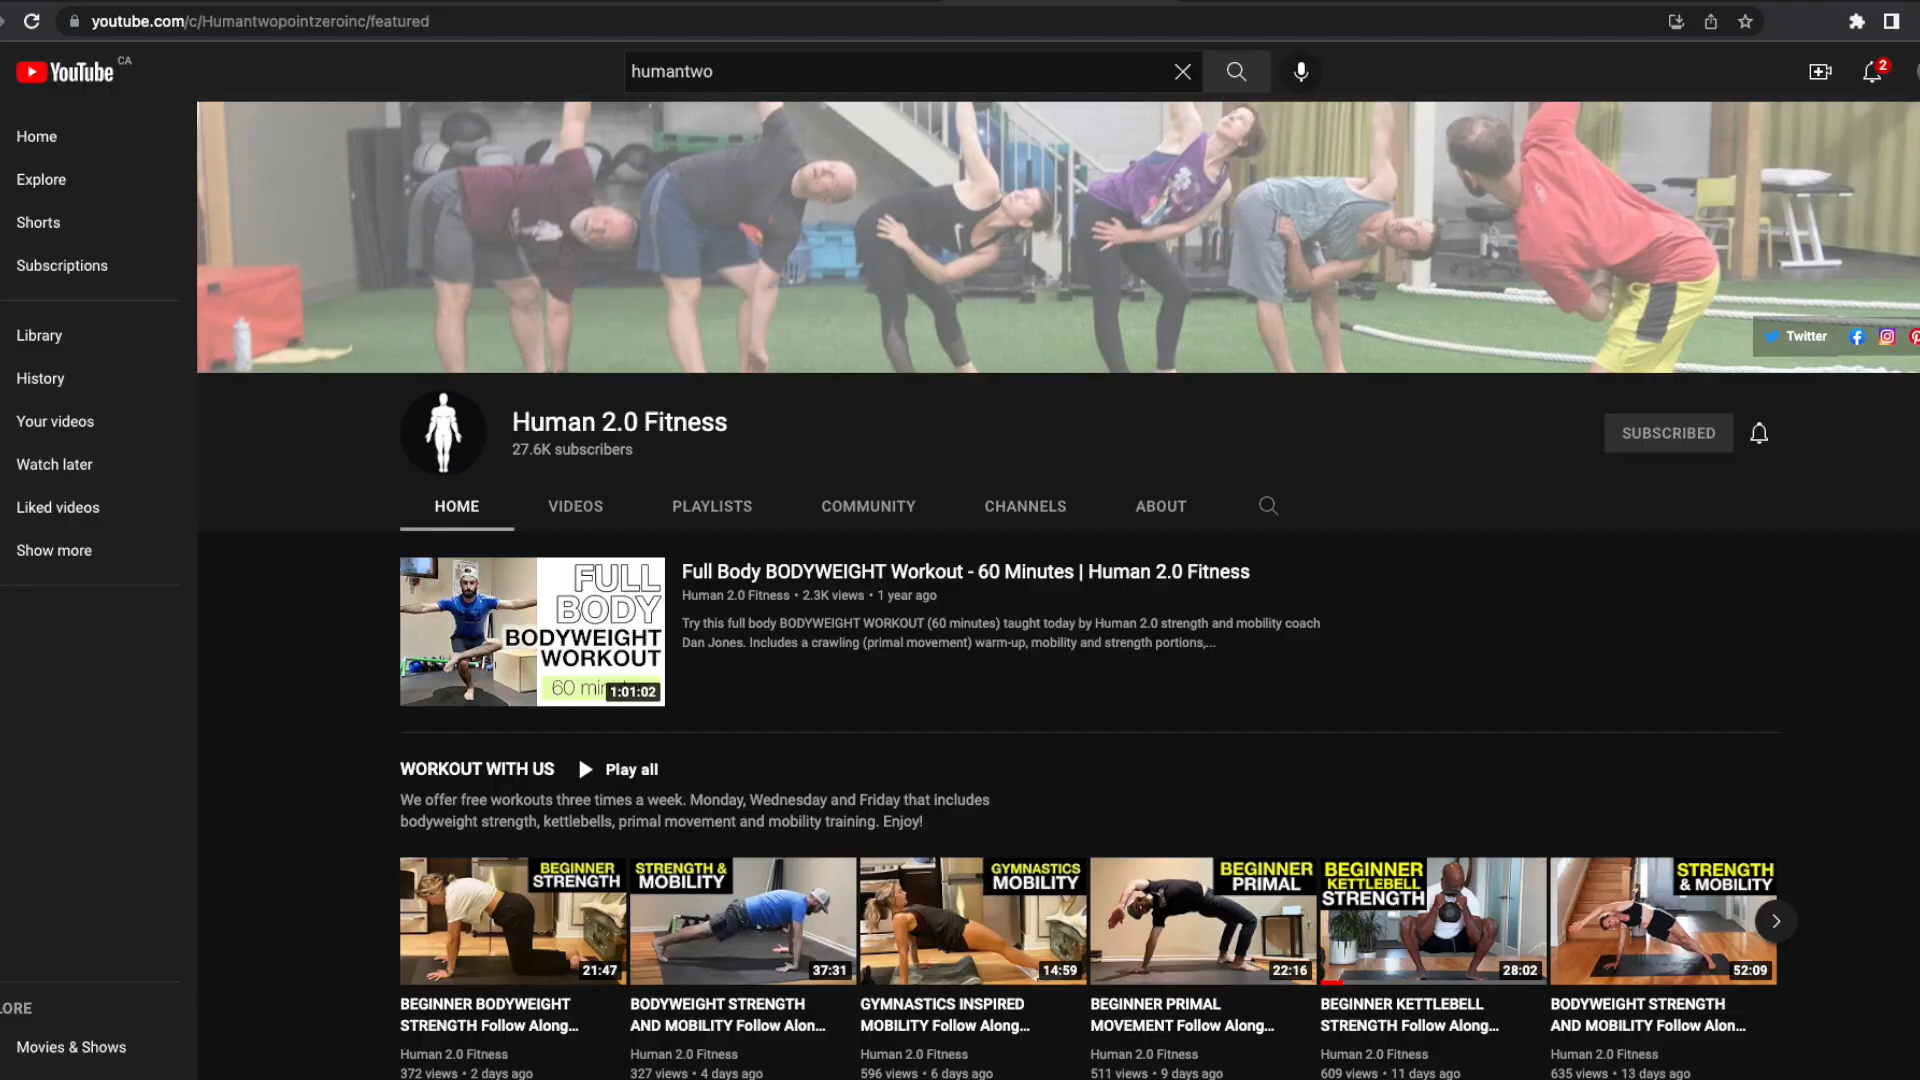 youtube.com/c/Humantwopointzeroinc/featured
YouTube CA
humantwo
2
Home
Explore
Shorts
Subscriptions
Library
History
Your videos
Watch later
Liked videos
Show more
Twitter
Human 2.0 Fitness
27.6K subscribers
SUBSCRIBED
HOME VIDEOS PLAYLISTS COMMUNITY CHANNELS ABOUT
FULL
BODY
BODYWEIGHT
WORKOUT
60 min
1:01:02
Full Body BODYWEIGHT Workout - 60 Minutes | Human 2.0 Fitness
Human 2.0 Fitness • 2.3K views • 1 year ago
Try this full body BODYWEIGHT WORKOUT (60 minutes) taught today by Human 2.0 strength and mobility coach
Dan Jones. Includes a crawling (primal movement) warm-up, mobility and strength portions,...
WORKOUT WITH US Play all
We offer free workouts three times a week. Monday, Wednesday and Friday that includes
bodyweight strength, kettlebells, primal movement and mobility training. Enjoy!
BEGINNER
STRENGTH
21:47
BEGINNER BODYWEIGHT
STRENGTH Follow Along...
Human 2.0 Fitness
372 views • 2 days ago
STRENGTH &
MOBILITY
37:31
BODYWEIGHT STRENGTH
AND MOBILITY Follow Alon...
Human 2.0 Fitness
327 views • 4 days ago
GYMNASTICS
MOBILITY
14:59
GYMNASTICS INSPIRED
MOBILITY Follow Along...
Human 2.0 Fitness
596 views • 6 days ago
BEGINNER
PRIMAL
22:16
BEGINNER PRIMAL
MOVEMENT Follow Along...
Human 2.0 Fitness
511 views • 9 days ago
BEGINNER
KETTLEBELL
STRENGTH
28:02
BEGINNER KETTLEBELL
STRENGTH Follow Along...
Human 2.0 Fitness
609 views • 11 days ago
STRENGTH
& MOBILITY
52:09
BODYWEIGHT STRENGTH
AND MOBILITY Follow Alon...
Human 2.0 Fitness
635 views • 13 days ago
LORE
Movies & Shows